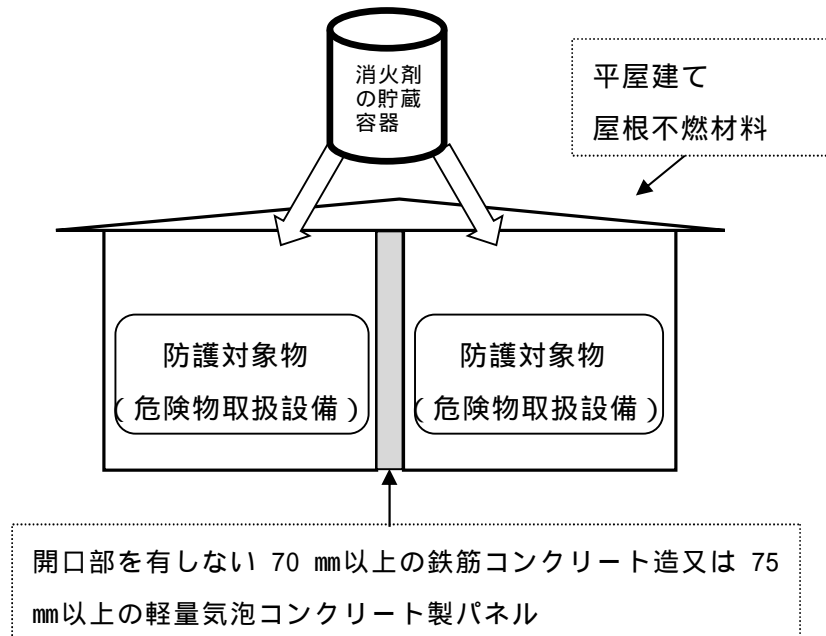 消火剤
の貯蔵
容器
平屋建て
屋根不燃材料
防護対象物
(危険物取扱設備)
防護対象物
(危険物取扱設備)
開口部を有しない 70 ㎜以上の鉄筋コンクリート造又は 75
㎜以上の軽量気泡コンクリート製パネル